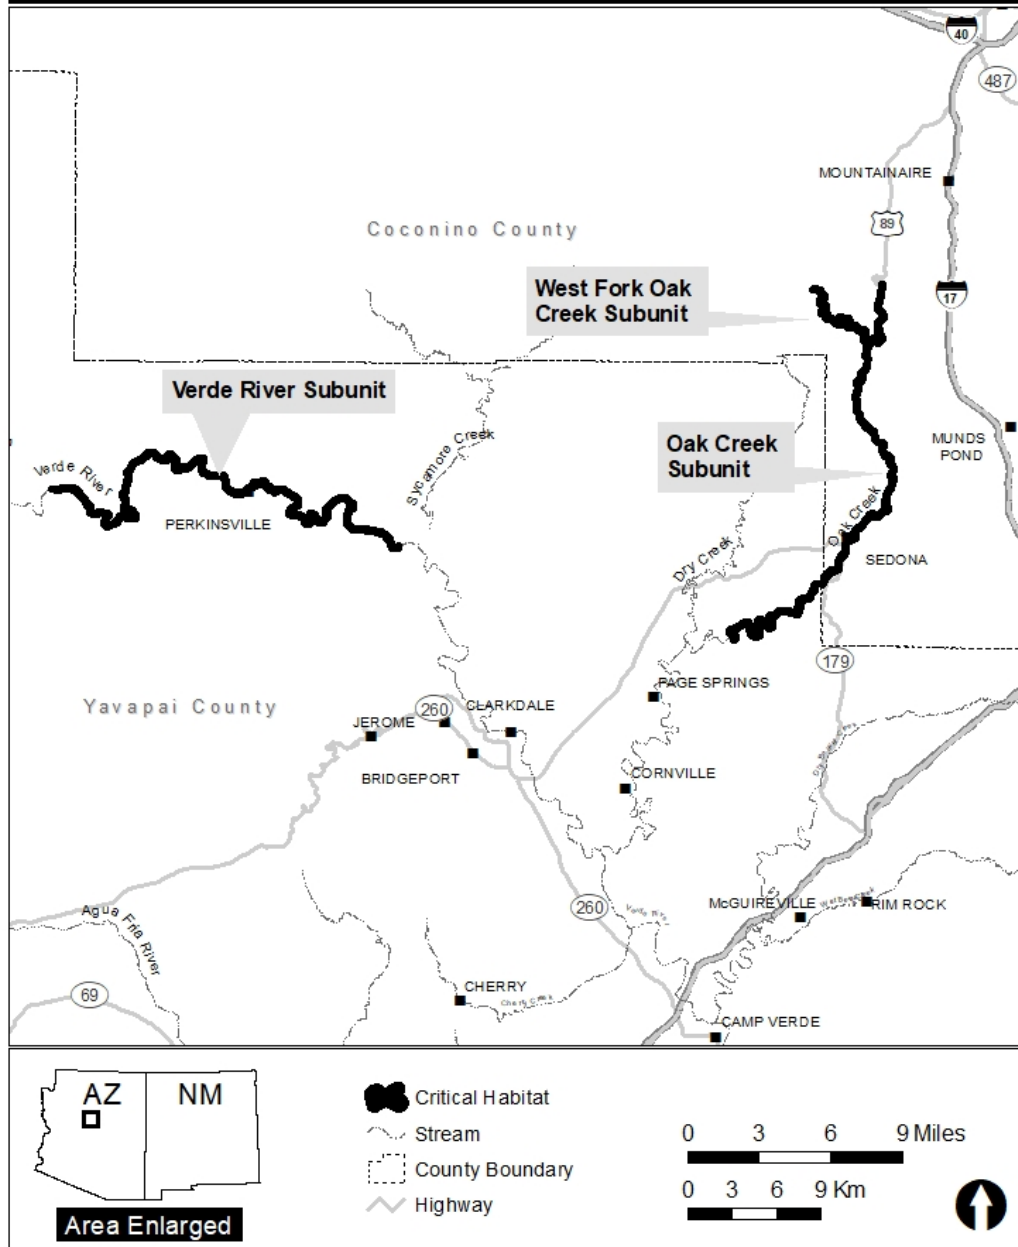 40
487
MOUNTAINAIRE
89
Coconino County
West Fork Oak
Creek Subunit
17
Verde River Subunit
Oak Creek
Subunit
MUNDS
POND
Verde River
Sycamore Creek
PERKINSVILLE
Oak Creek
Dry Creek
SEDONA
179
PAGE SPRINGS
Yavapai County
260
CLARKDALE
JEROME
BRIDGEPORT
CORNVILLE
260
McGUIREVILLE
RIM ROCK
Agua Fria
River
69
CHERRY
Cherry Creek
CAMP VERDE
AZ
NM
Area Enlarged
Critical Habitat
Stream
County Boundary
Highway
0 3 6 9 Miles
0 3 6 9 Km